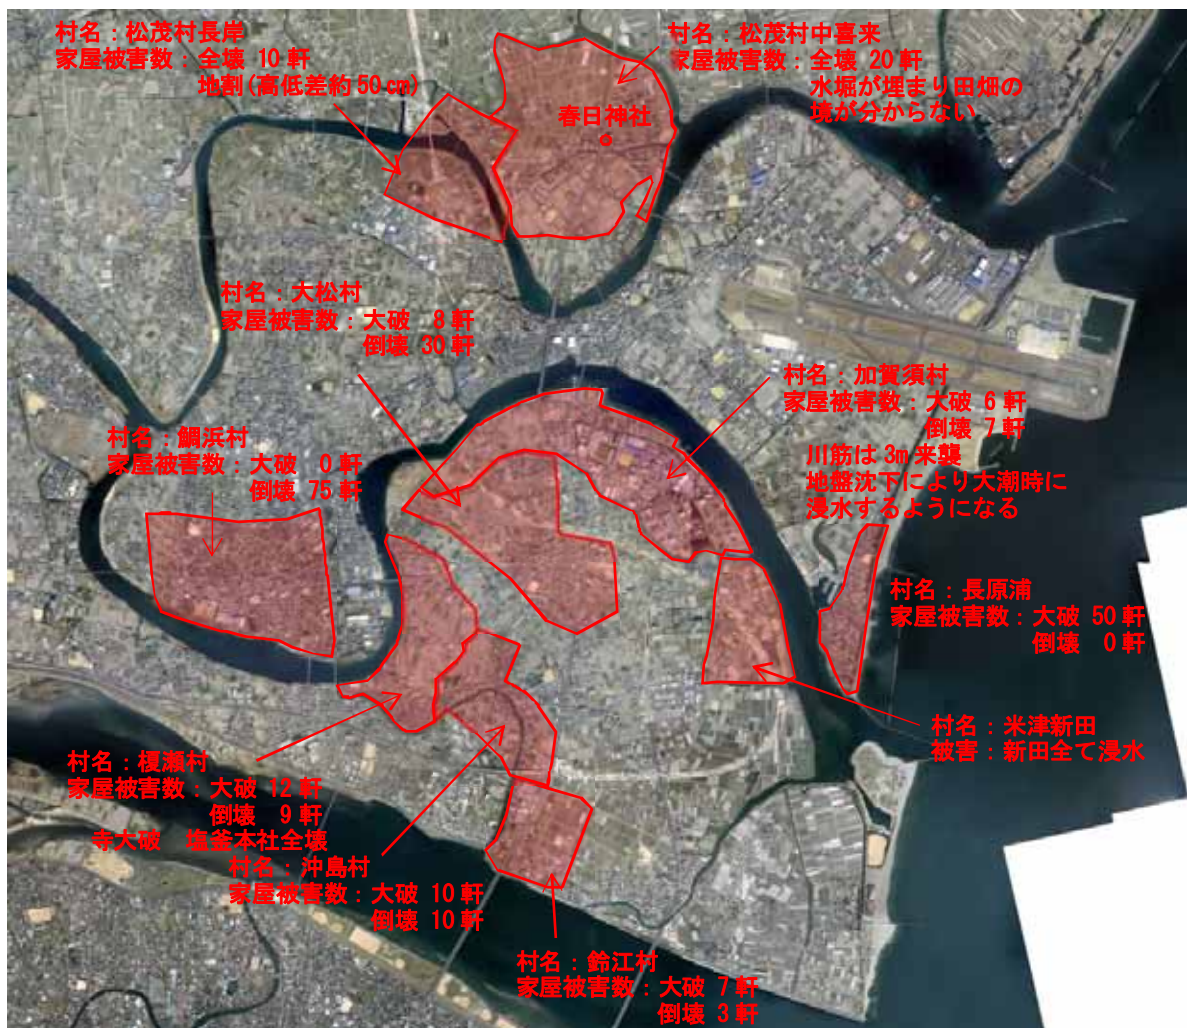 村名：松茂村長岸
家屋被害数：全壊 10 軒
地割(高低差約 50 cm)
村名：松茂村中喜来
家屋被害数：全壊 20 軒
水堀が埋まり田畑の
境が分からない
春日神社
村名：大松村
家屋被害数：大破 8 軒
倒壊 30 軒
村名：加賀須村
家屋被害数：大破 6 軒
倒壊 7 軒
川筋は 3m 来襲
地盤沈下により大潮時に
浸水するようになる
村名：鯛浜村
家屋被害数：大破 0 軒
倒壊 75 軒
村名：長原浦
家屋被害数：大破 50 軒
倒壊 0 軒
村名：米津新田
被害：新田全て浸水
村名：榎瀬村
家屋被害数：大破 12 軒
倒壊 9 軒
寺大破 塩釜本社全壊
村名：沖島村
家屋被害数：大破 10 軒
倒壊 10 軒
村名：鈴江村
家屋被害数：大破 7 軒
倒壊 3 軒